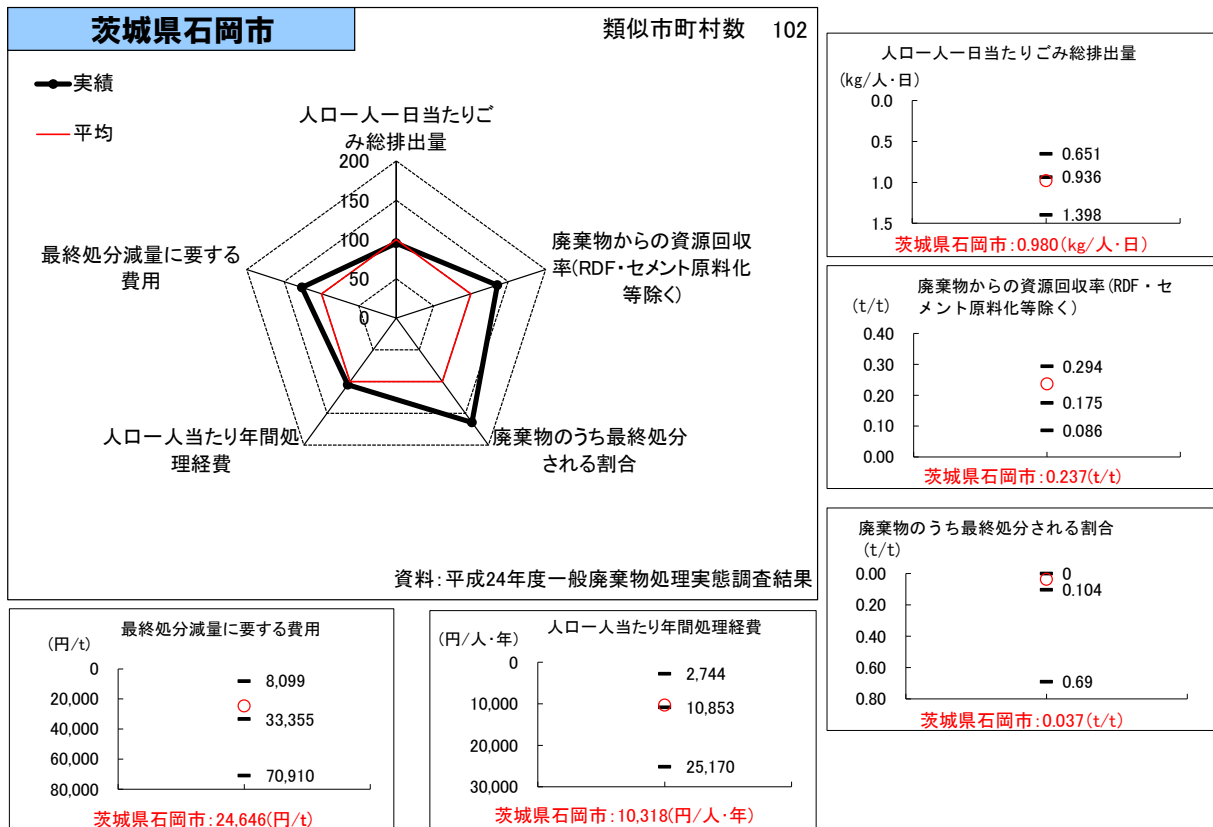 茨城県石岡市
類似市町村数 102
実績
平均
人口一人一日当たりご
み総排出量
廃棄物からの資源回収
率(RDF・セメント原料化
等除く)
廃棄物のうち最終処分
される割合
人口一人当たり年間処
理経費
最終処分減量に要する
費用
200
150
100
50
0
資料:平成24年度一般廃棄物処理実態調査結果
人口一人一日当たりごみ総排出量
(kg/人・日)
0.0
0.5
1.0
1.5
0.651
0.936
1.398
茨城県石岡市:0.980(kg/人・日)
廃棄物からの資源回収率(RDF・セ
メント原料化等除く)
(t/t)
0.40
0.30
0.20
0.10
0.00
0.294
0.175
0.086
茨城県石岡市:0.237(t/t)
廃棄物のうち最終処分される割合
(t/t)
0.00
0.20
0.40
0.60
0.80
0
0.104
0.69
茨城県石岡市:0.037(t/t)
最終処分減量に要する費用
(円/t)
0
20,000
40,000
60,000
80,000
8,099
33,355
70,910
茨城県石岡市:24,646(円/t)
人口一人当たり年間処理経費
(円/人・年)
0
10,000
20,000
30,000
2,744
10,853
25,170
茨城県石岡市:10,318(円/人・年)